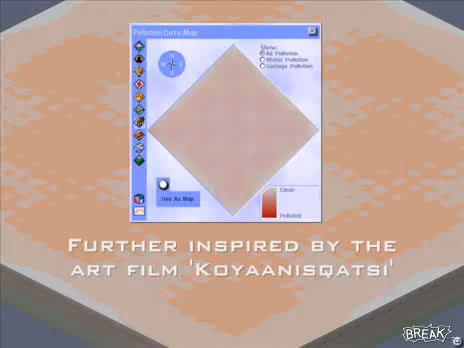 Pollution Data Map
Show:
Air Pollution
Water Pollution
Garbage Pollution
Use As Map
Clean
Polluted
FURTHER INSPIRED BY THE
ART FILM 'KOYAANISQATSI'
BREAK